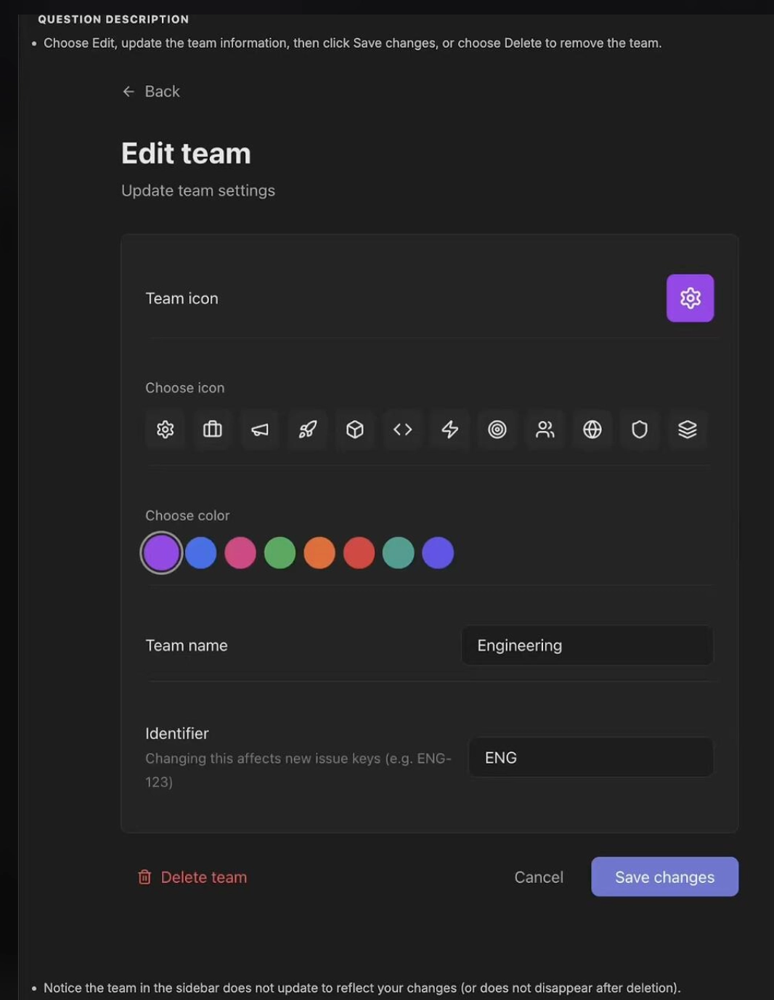 QUESTION DESCRIPTION
• Choose Edit, update the team information, then click Save changes, or choose Delete to remove the team.
← Back
Edit team
Update team settings
Team icon
Choose icon
Choose color
Team name
Engineering
Identifier
Changing this affects new issue keys (e.g. ENG-
123)
ENG
Delete team
Cancel
Save changes
• Notice the team in the sidebar does not update to reflect your changes (or does not disappear after deletion).